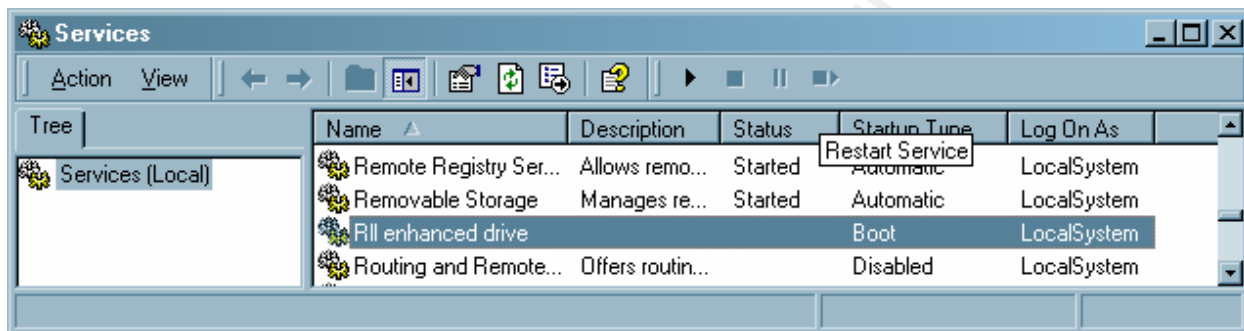 Services
Action View
Tree
Name Description Status Startup Type Log On As
Restart Service
Services (Local)
Remote Registry Ser... Allows remo... Started Automatic LocalSystem
Removable Storage Manages re... Started Automatic LocalSystem
RII enhanced drive Boot LocalSystem
Routing and Remote... Offers routin... Disabled LocalSystem